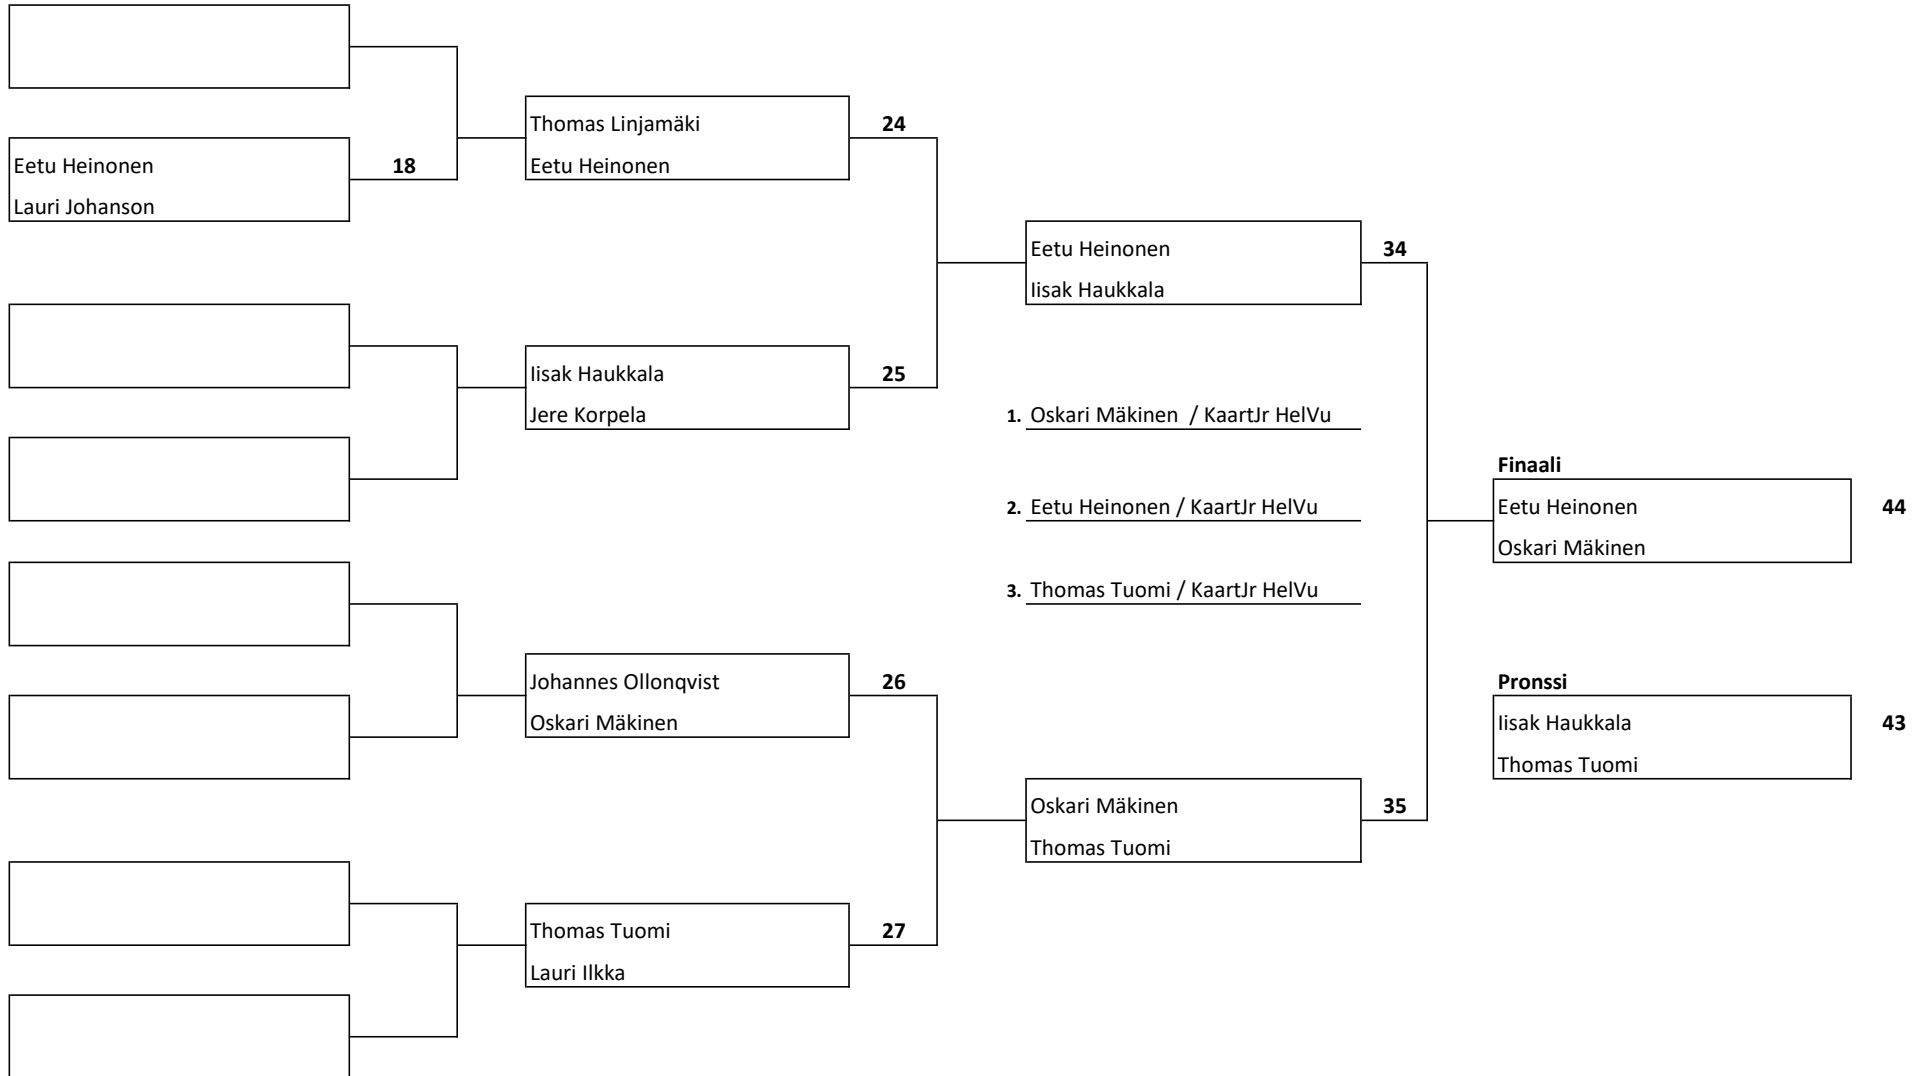 Eetu Heinonen
Lauri Johanson
18
Thomas Linjamäki
Eetu Heinonen
24
Iisak Haukkala
Jere Korpela
25
Johannes Ollonqvist
Oskari Mäkinen
26
Thomas Tuomi
Lauri Ilkka
27
Eetu Heinonen
Iisak Haukkala
34
1. Oskari Mäkinen / KaartJr HelVu
2. Eetu Heinonen / KaartJr HelVu
3. Thomas Tuomi / KaartJr HelVu
Oskari Mäkinen
Thomas Tuomi
35
Finaali
Eetu Heinonen
Oskari Mäkinen
44
Pronssi
Iisak Haukkala
Thomas Tuomi
43